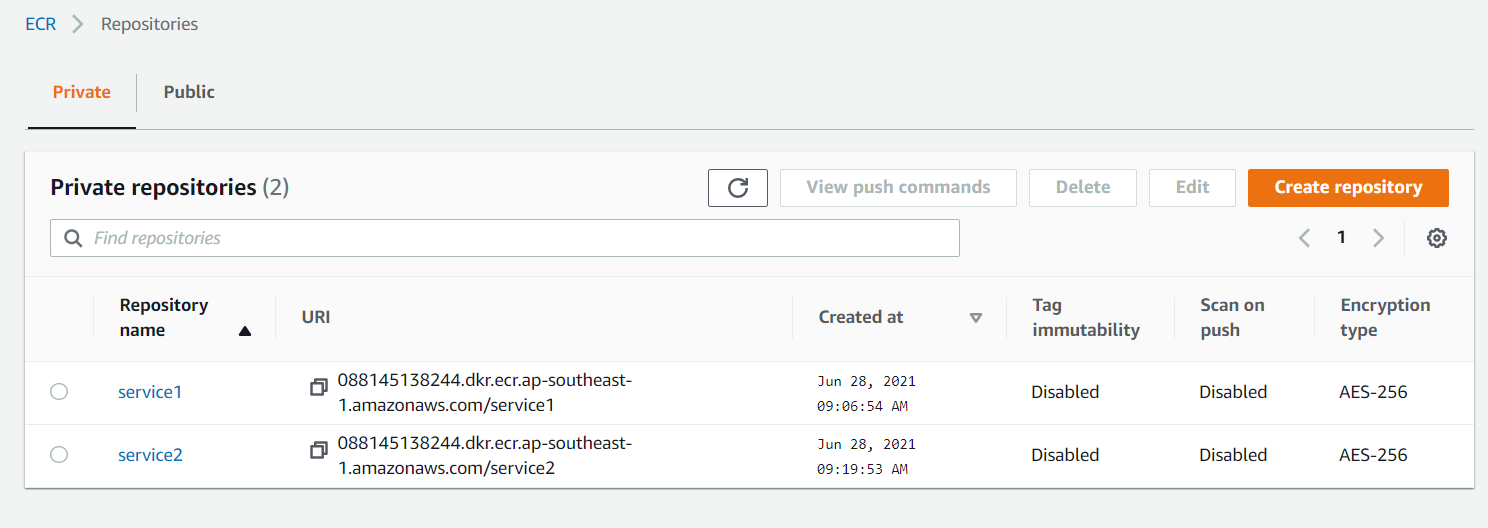 ECR > Repositories
Private Public
Private repositories (2) View push commands Delete Edit Create repository
Find repositories 1
Repository name URI Created at Tag immutability Scan on push Encryption type
service1 088145138244.dkr.ecr.ap-southeast- Jun 28, 2021 Disabled Disabled AES-256
1.amazonaws.com/service1 09:06:54 AM
service2 088145138244.dkr.ecr.ap-southeast- Jun 28, 2021 Disabled Disabled AES-256
1.amazonaws.com/service2 09:19:53 AM